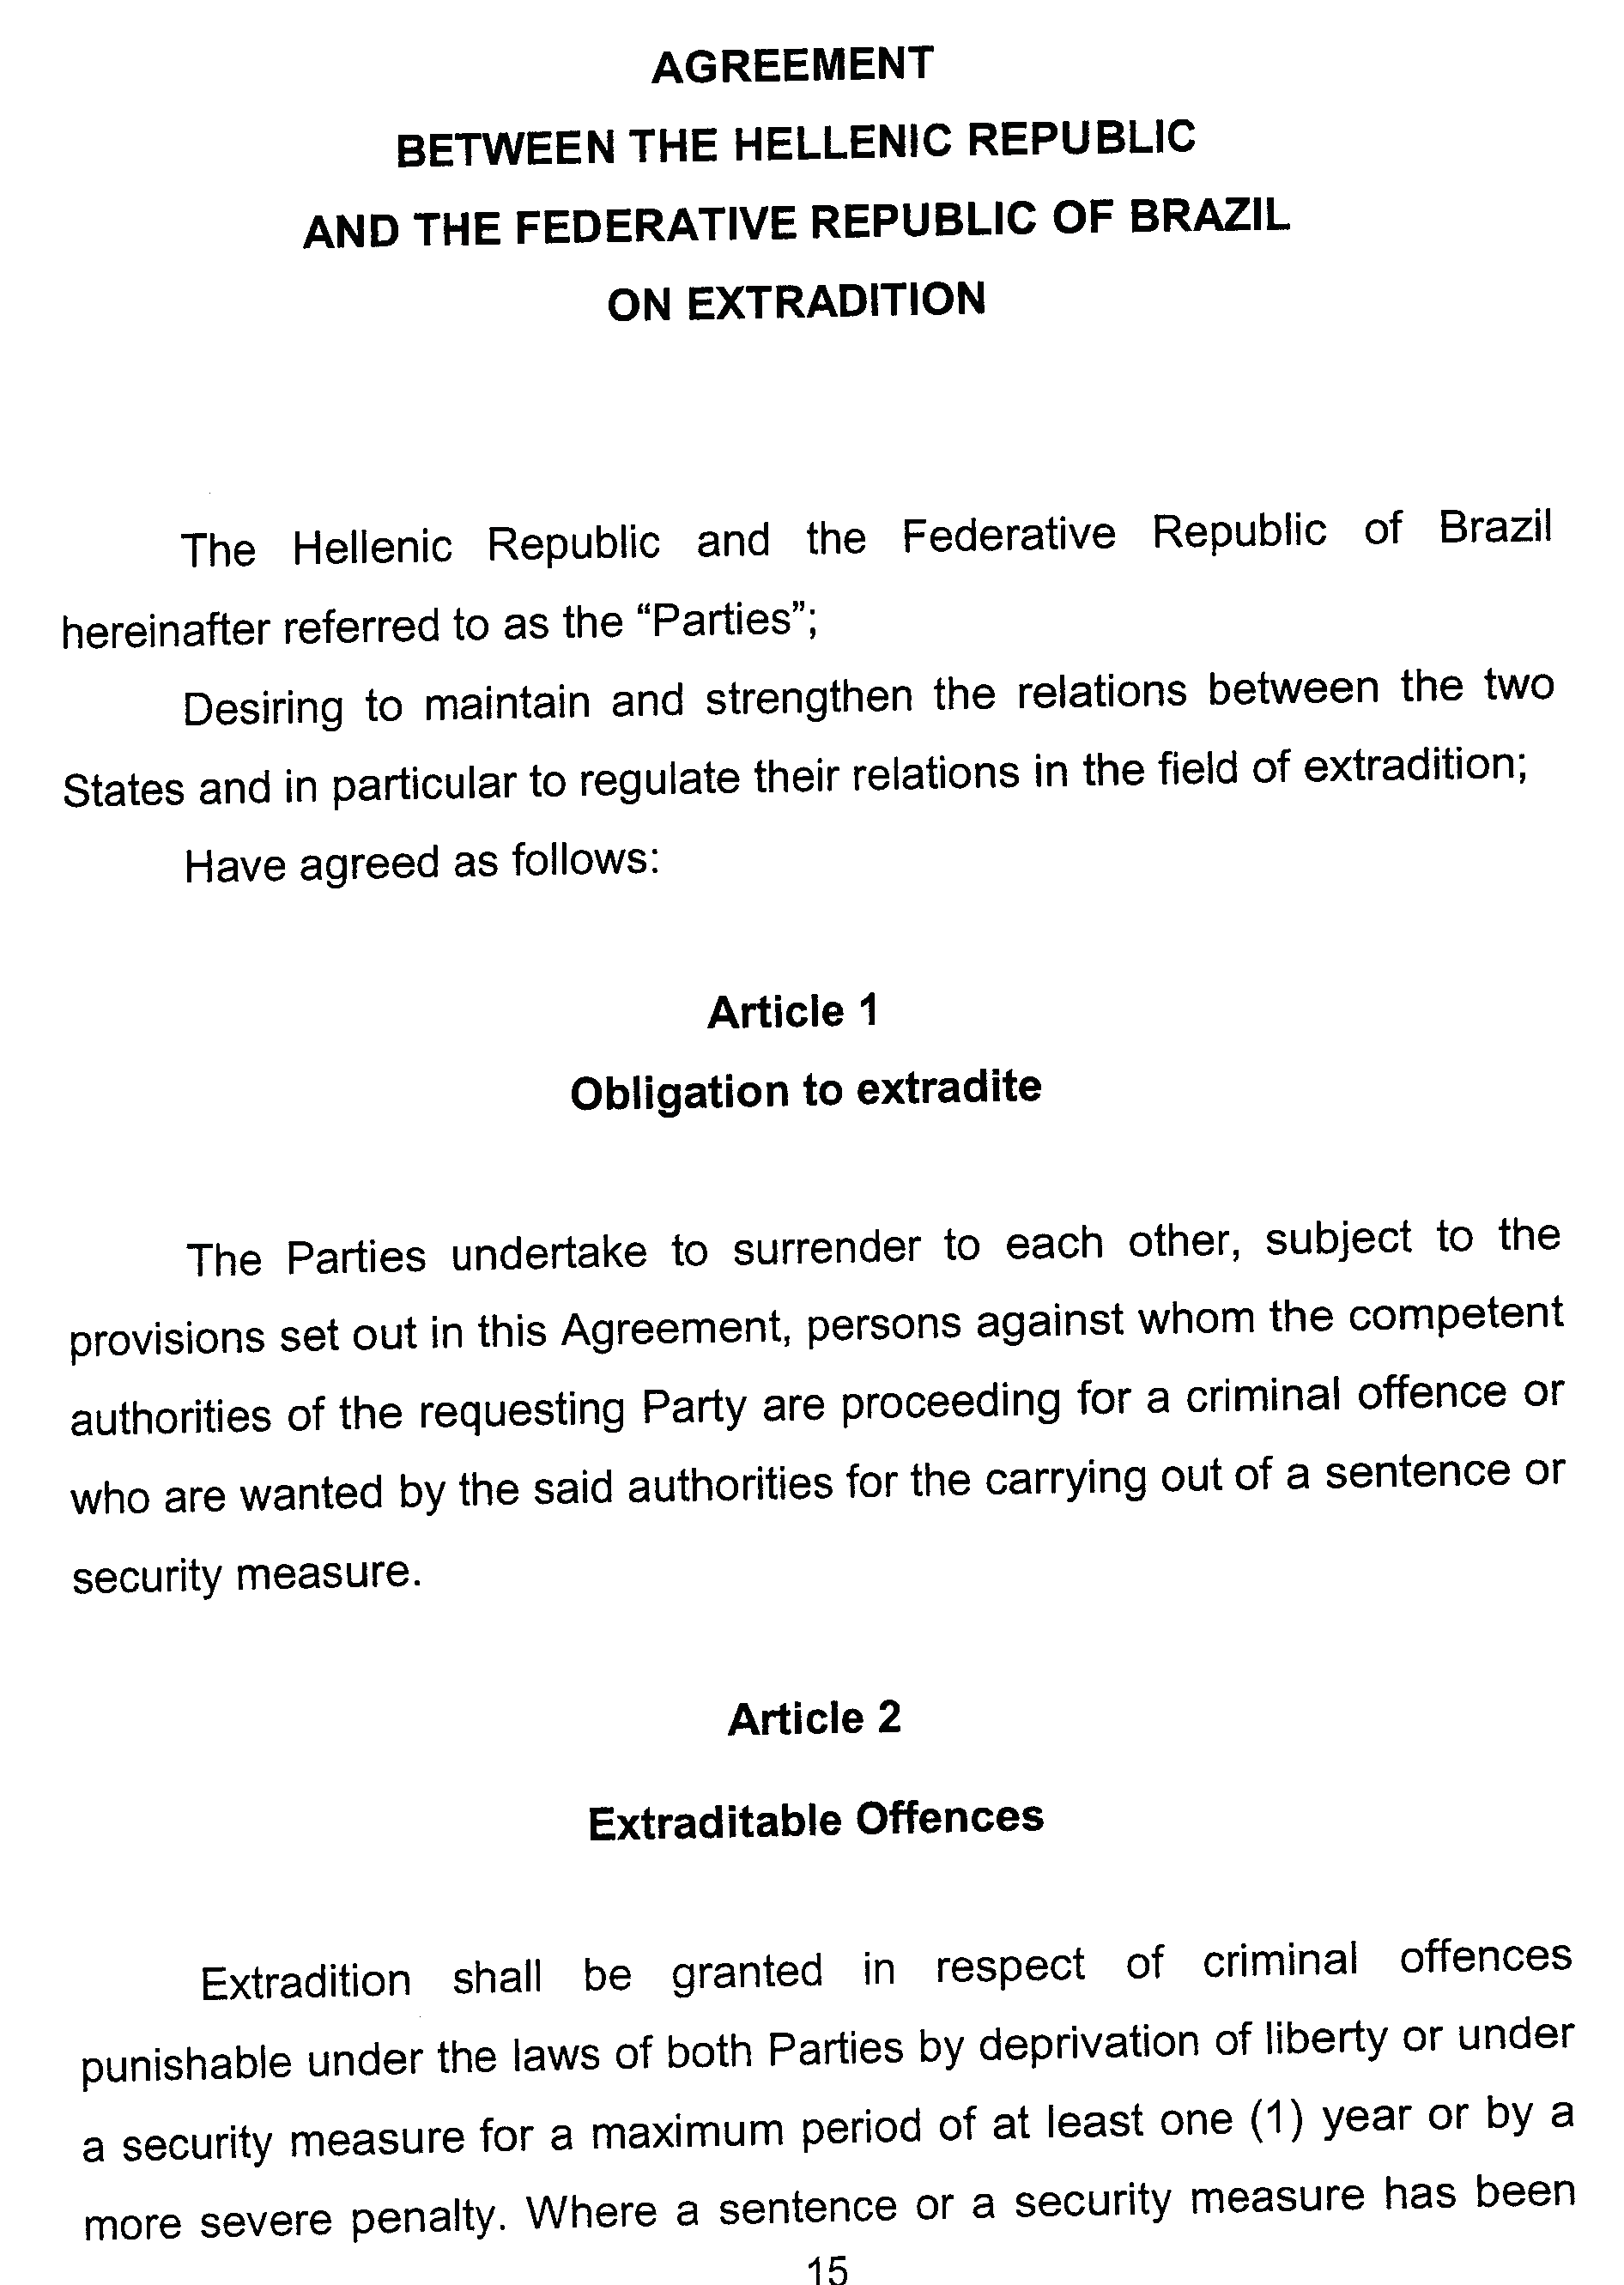 AGREEMENT
BETWEEN THE HELLENIC REPUBLIC
AND THE FEDERATIVE REPUBLIC OF BRAZIL
ON EXTRADITION
The Hellenic Republic and the Federative Republic of Brazil
hereinafter referred to as the “Parties”;
Desiring to maintain and strengthen the relations between the two
States and in particular to regulate their relations in the field of extradition;
Have agreed as follows:
Article 1
Obligation to extradite
The Parties undertake to surrender to each other, subject to the
provisions set out in this Agreement, persons against whom the competent
authorities of the requesting Party are proceeding for a criminal offence or
who are wanted by the said authorities for the carrying out of a sentence or
security measure.
Article 2
Extraditable Offences
Extradition shall be granted in respect of criminal offences
punishable under the laws of both Parties by deprivation of liberty or under
a security measure for a maximum period of at least one (1) year or by a
more severe penalty. Where a sentence or a security measure has been
15